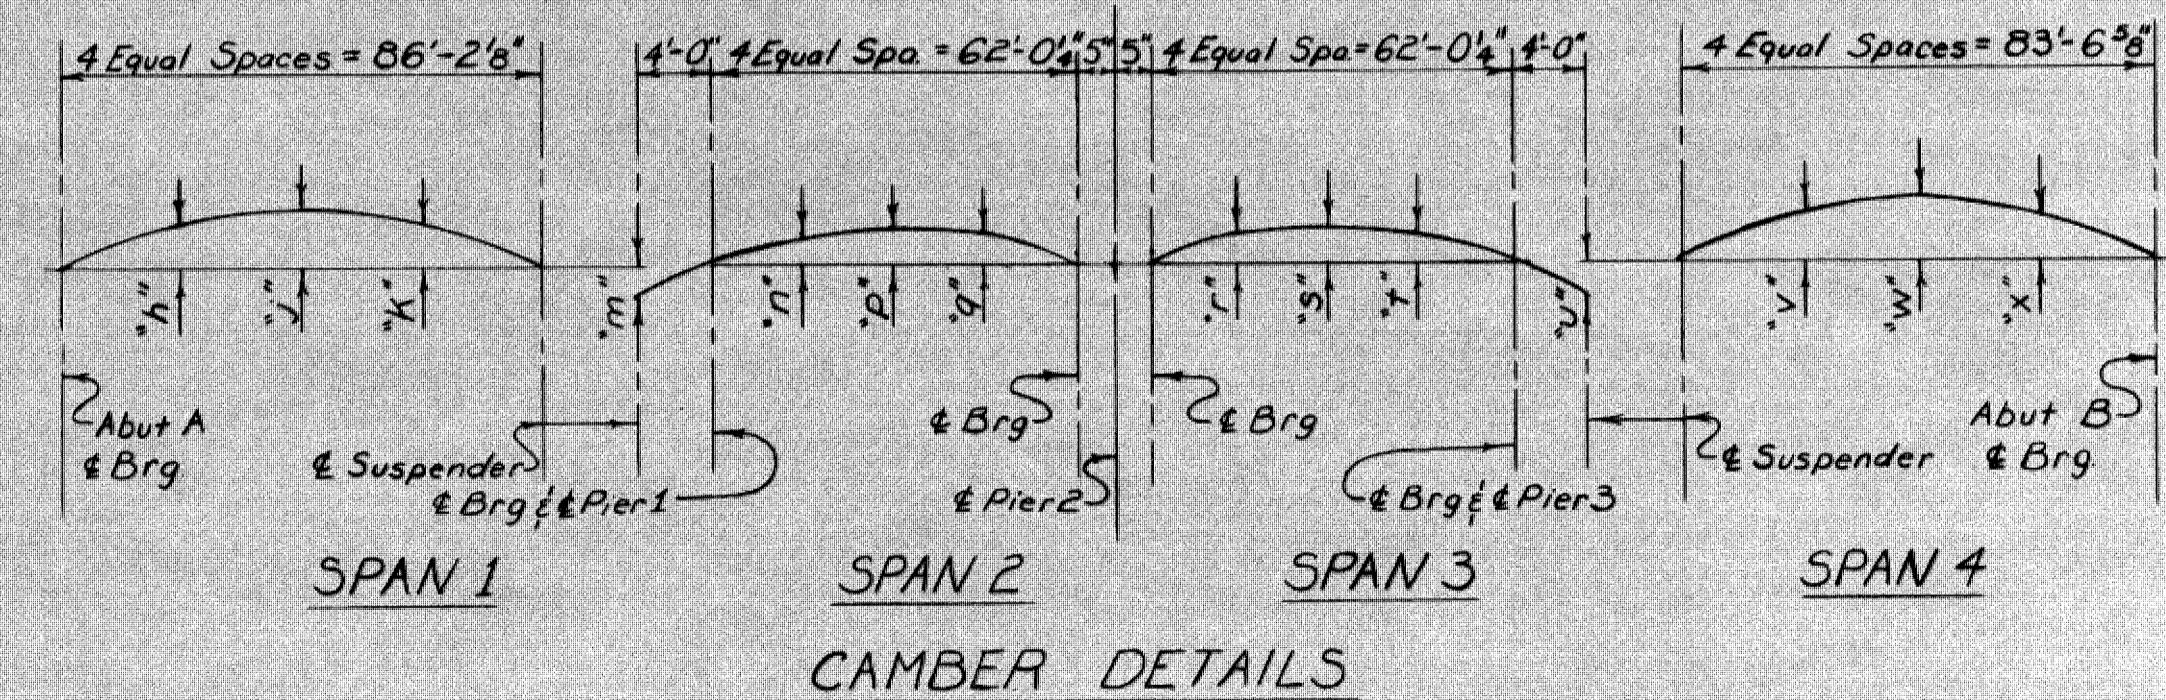 4 Equal Spaces = 86'-2⅛"
4'-0"
4 Equal Spa. = 62'-0¼"
5"
5"
4 Equal Spa. = 62'-0¼"
4'-0"
4 Equal Spaces = 83'-6⅝"
"h"
"j"
"k"
"m"
"n"
"p"
"q"
"r"
"s"
"t"
"u"
"v"
"w"
"x"
Abut A
℄ Brg
℄ Suspender
℄ Brg & ℄ Pier 1
℄ Brg
℄ Pier 2
℄ Brg
℄ Brg & ℄ Pier 3
℄ Suspender
Abut B
℄ Brg.
SPAN 1
SPAN 2
SPAN 3
SPAN 4
CAMBER DETAILS